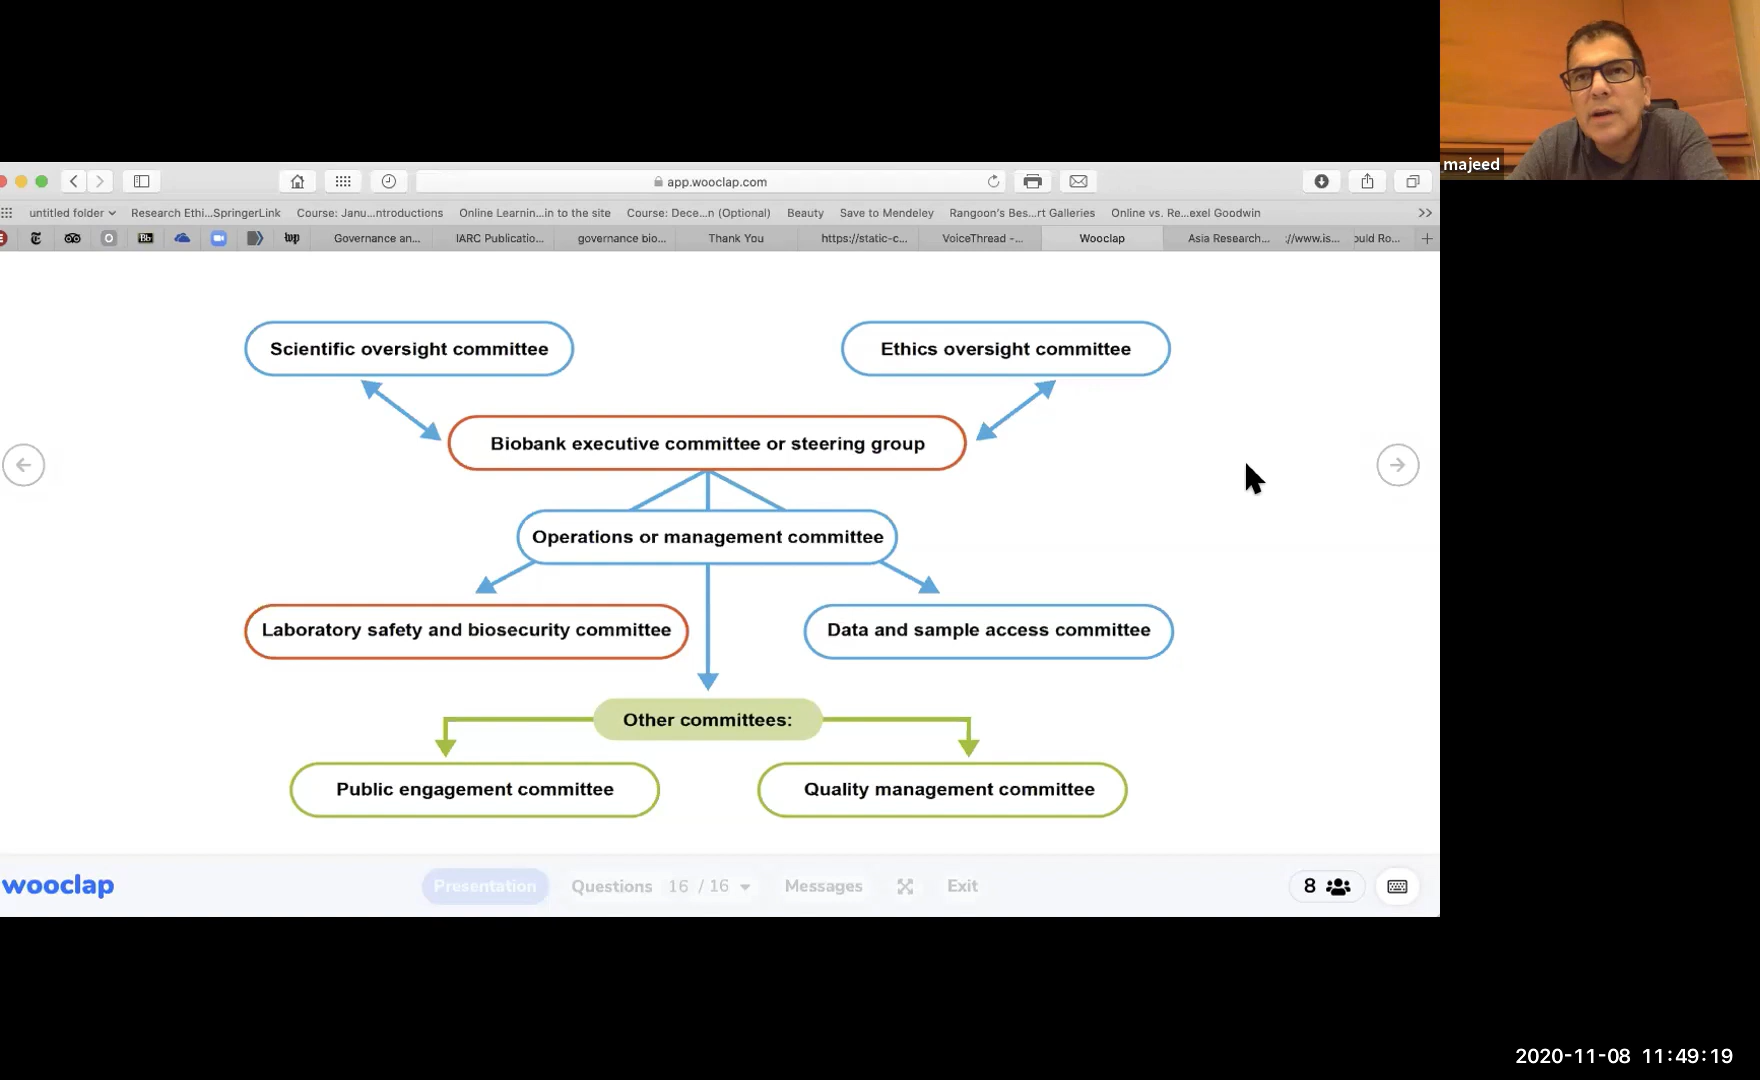 majeed
app.wooclap.com
untitled folder Research Ethi...SpringerLink Course: Janu...ntroductions Online Learnin...in to the site Course: Dece...n (Optional) Beauty Save to Mendeley Rangoon's Bes...rt Galleries Online vs. Re...exel Goodwin
O Bb wp Governance an... IARC Publicatio... governance bio... Thank You https://static-c... VoiceThread -... Wooclap Asia Research... ://www.is... ould Ro...
Scientific oversight committee
Ethics oversight committee
Biobank executive committee or steering group
Operations or management committee
Laboratory safety and biosecurity committee
Data and sample access committee
Other committees:
Public engagement committee
Quality management committee
wooclap
Presentation Questions 16 / 16 Messages Exit
8
2020-11-08 11:49:19